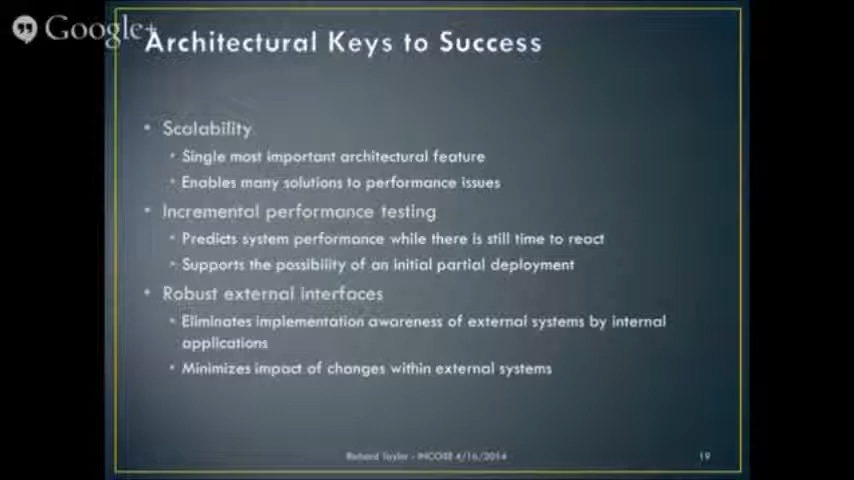 Google+
Architectural Keys to Success
• Scalability
• Single most important architectural feature
• Enables many solutions to performance issues
• Incremental performance testing
• Predicts system performance while there is still time to react
• Supports the possibility of an initial partial deployment
• Robust external interfaces
• Eliminates implementation awareness of external systems by internal
applications
• Minimizes impact of changes within external systems
Richard Taylor - INCOSE 4/16/2014
19